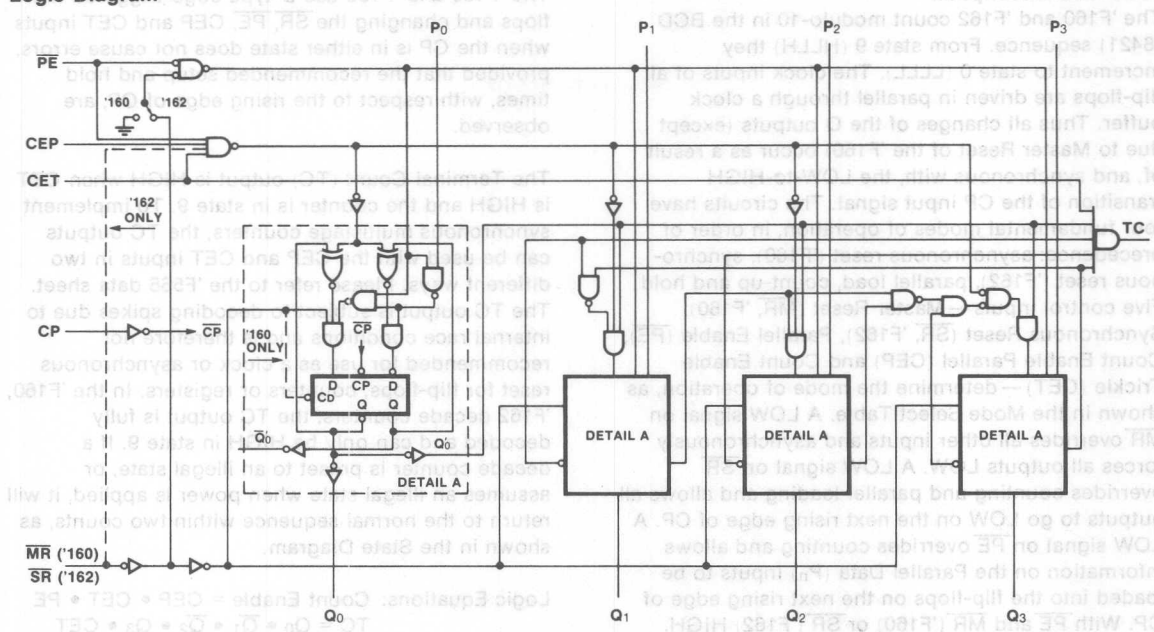 Logic Diagram
P0 P1 P2 P3
PE
'160 '162
CEP
CET
'162
ONLY
TC
CP
CP
'160
ONLY
CP
D CP
CD
Q Q
Q0 Q0
DETAIL A
DETAIL A
DETAIL A
DETAIL A
MR ('160)
SR ('162)
Q0 Q1 Q2 Q3
The 'F160 and 'F162 count modulo-10 in the BCD
(8421) sequence. From state 9 (HLLH) they
increment to state 0 (LLLL). The clock inputs of all
flip-flops are driven in parallel through a clock
buffer. Thus all changes of the Q outputs (except
due to Master Reset of the 'F160) occur as a result
of, and synchronous with, the LOW-to-HIGH
transition of the CP input signal. The circuits have
fundamental modes of operation, in order of
precedence: asynchronous reset ('F160), synchro-
nous reset ('F162), parallel load, count-up and hold.
Five control inputs — Master Reset (MR, 'F160),
Synchronous Reset (SR, 'F162), Parallel Enable (PE),
Count Enable Parallel (CEP) and Count Enable
Trickle (CET) — determine the mode of operation, as
shown in the Mode Select Table. A LOW signal on
MR overrides all other inputs and asynchronously
forces all outputs LOW. A LOW signal on SR
overrides counting and parallel loading and allows all
outputs to go LOW on the next rising edge of CP. A
LOW signal on PE overrides counting and allows
information on the Parallel Data (Pn) inputs to be
loaded into the flip-flops on the next rising edge of
CP. With PE and MR ('F160) or SR ('F162) HIGH,
flops and changing the SR, PE, CEP and CET inputs
when the CP is in either state does not cause errors,
provided that the recommended setup and hold
times, with respect to the rising edge of CP, are
observed.
The Terminal Count (TC) output is HIGH when CET
is HIGH and the counter is in state 9. To implement
synchronous multistage counters, the TC outputs
can be used with the CEP and CET inputs in two
different ways. Please refer to the 'F568 data sheet.
The TC output is subject to decoding spikes due to
internal race conditions and is therefore not
recommended for use as a clock or asynchronous
reset for flip-flops, counters or registers. In the 'F160,
'F162 decade counters, the TC output is fully
decoded and can only be HIGH in state 9. If a
decade counter is preset to an illegal state, or
assumes an illegal state when power is applied, it will
return to the normal sequence within two counts, as
shown in the State Diagram.
Logic Equations: Count Enable = CEP • CET • PE
TC = Q0 • Q1 • Q2 • Q3 • CET